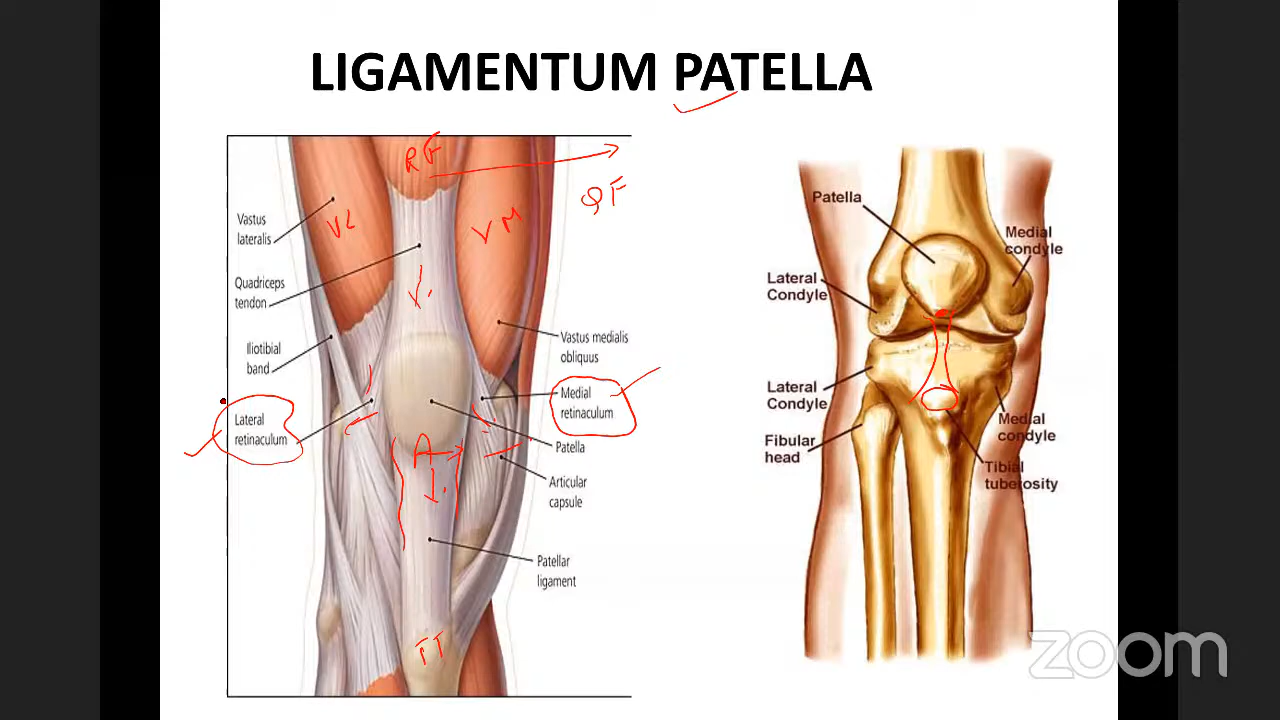 LIGAMENTUM PATELLA
RF
QF
VL
VM
Vastus
lateralis
Quadriceps
tendon
Iliotibial
band
Lateral
retinaculum
Vastus medialis
obliquus
Medial
retinaculum
Patella
Articular
capsule
Patellar
ligament
A
TT
Patella
Medial
condyle
Lateral
Condyle
Lateral
Condyle
Fibular
head
Medial
condyle
Tibial
tuberosity
zoom